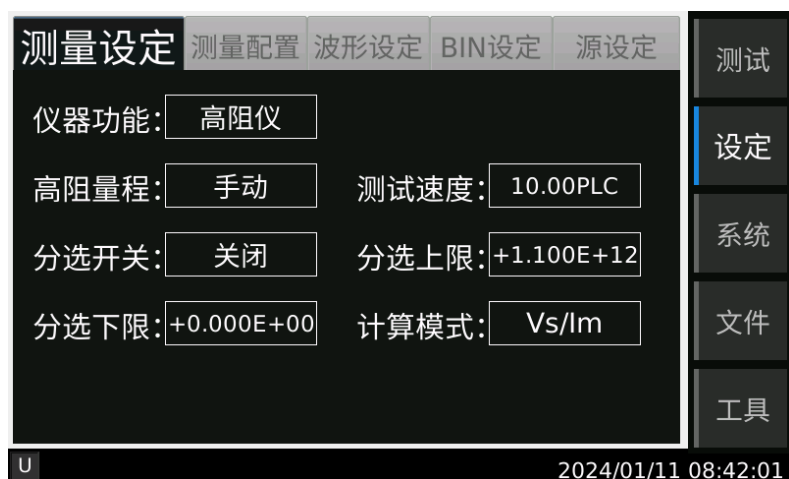 测量设定 测量配置 波形设定 BIN设定 源设定
仪器功能: 高阻仪
高阻量程: 手动 测试速度: 10.00PLC
分选开关: 关闭 分选上限: +1.100E+12
分选下限: +0.000E+00 计算模式: Vs/Im
测试
设定
系统
文件
工具
U 2024/01/11 08:42:01